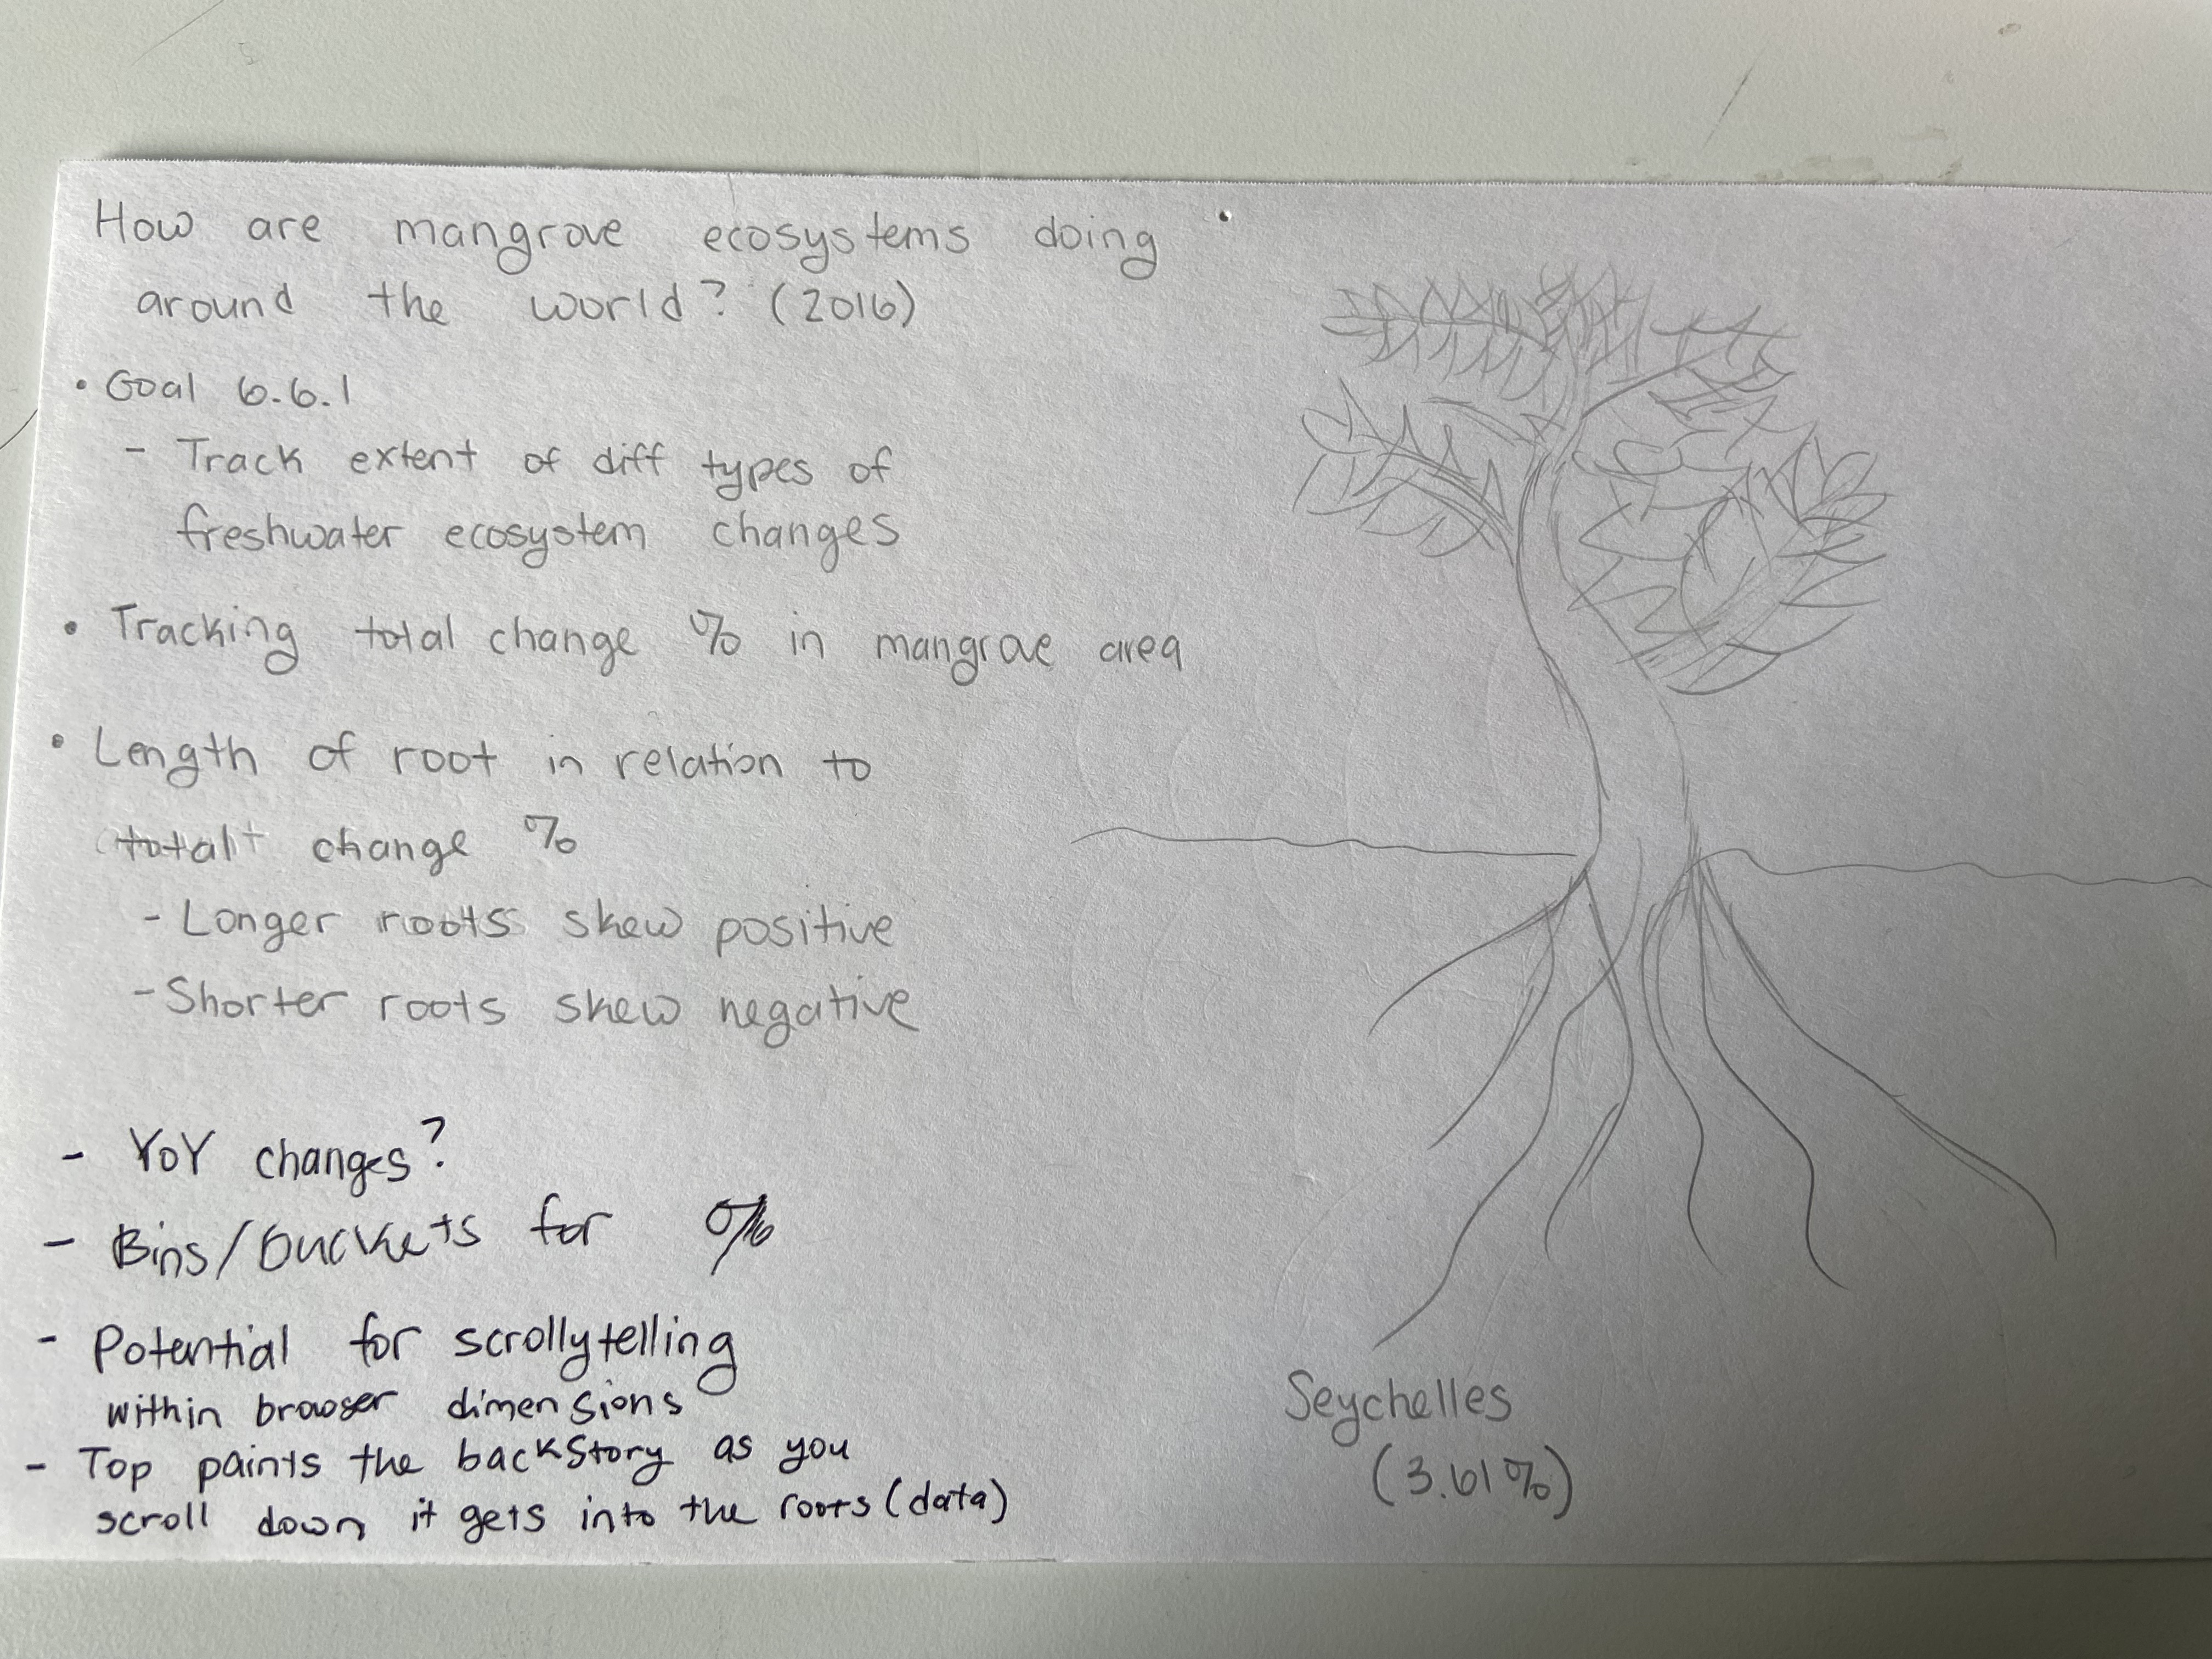 How are mangrove ecosystems doing
around the world? (2016)
• Goal 6.6.1
- Track extent of diff types of
freshwater ecosystem changes
• Tracking total change % in mangrove area
• Length of root in relation to
total change %
- Longer roots skew positive
- Shorter roots skew negative
- YoY changes?
- Bins/buckets for %
- Potential for scrollytelling
within browser dimensions
- Top paints the backstory as you
scroll down it gets into the roots (data)
Seychelles
(3.61%)